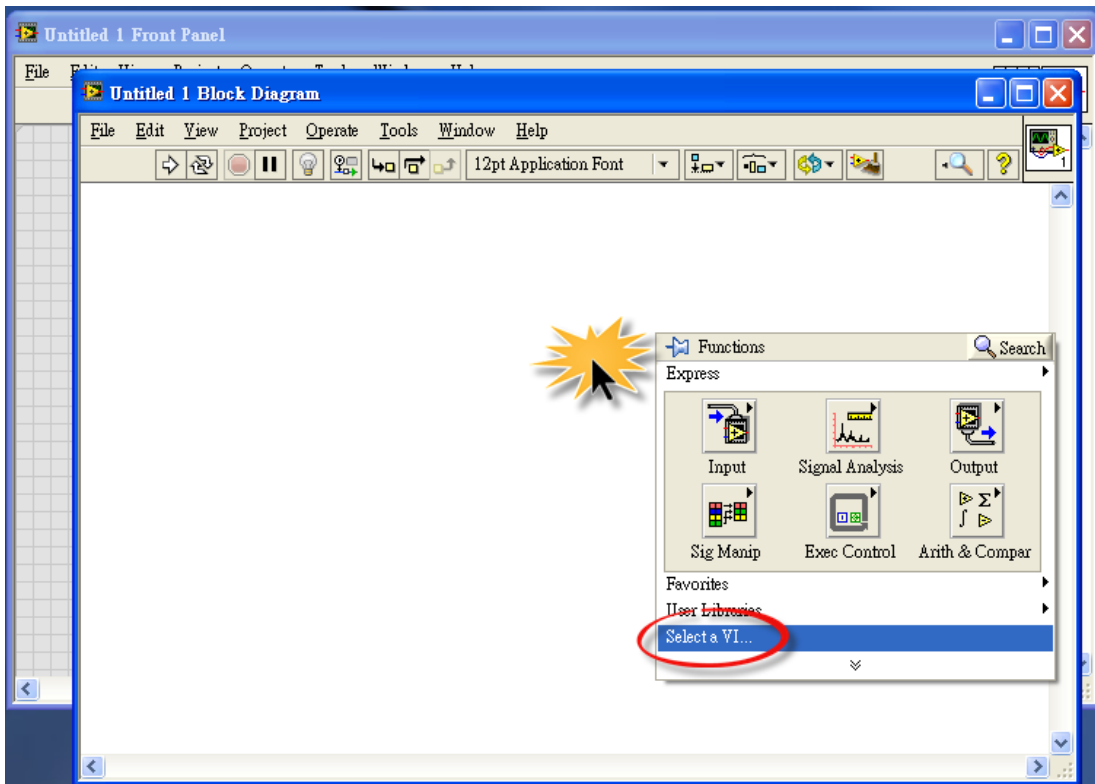 Untitled 1 Front Panel
File
Untitled 1 Block Diagram
File Edit View Project Operate Tools Window Help
12pt Application Font
1
Functions Search
Express
Input Signal Analysis Output
Sig Manip Exec Control Arith & Compar
Favorites
User Libraries
Select a VI...